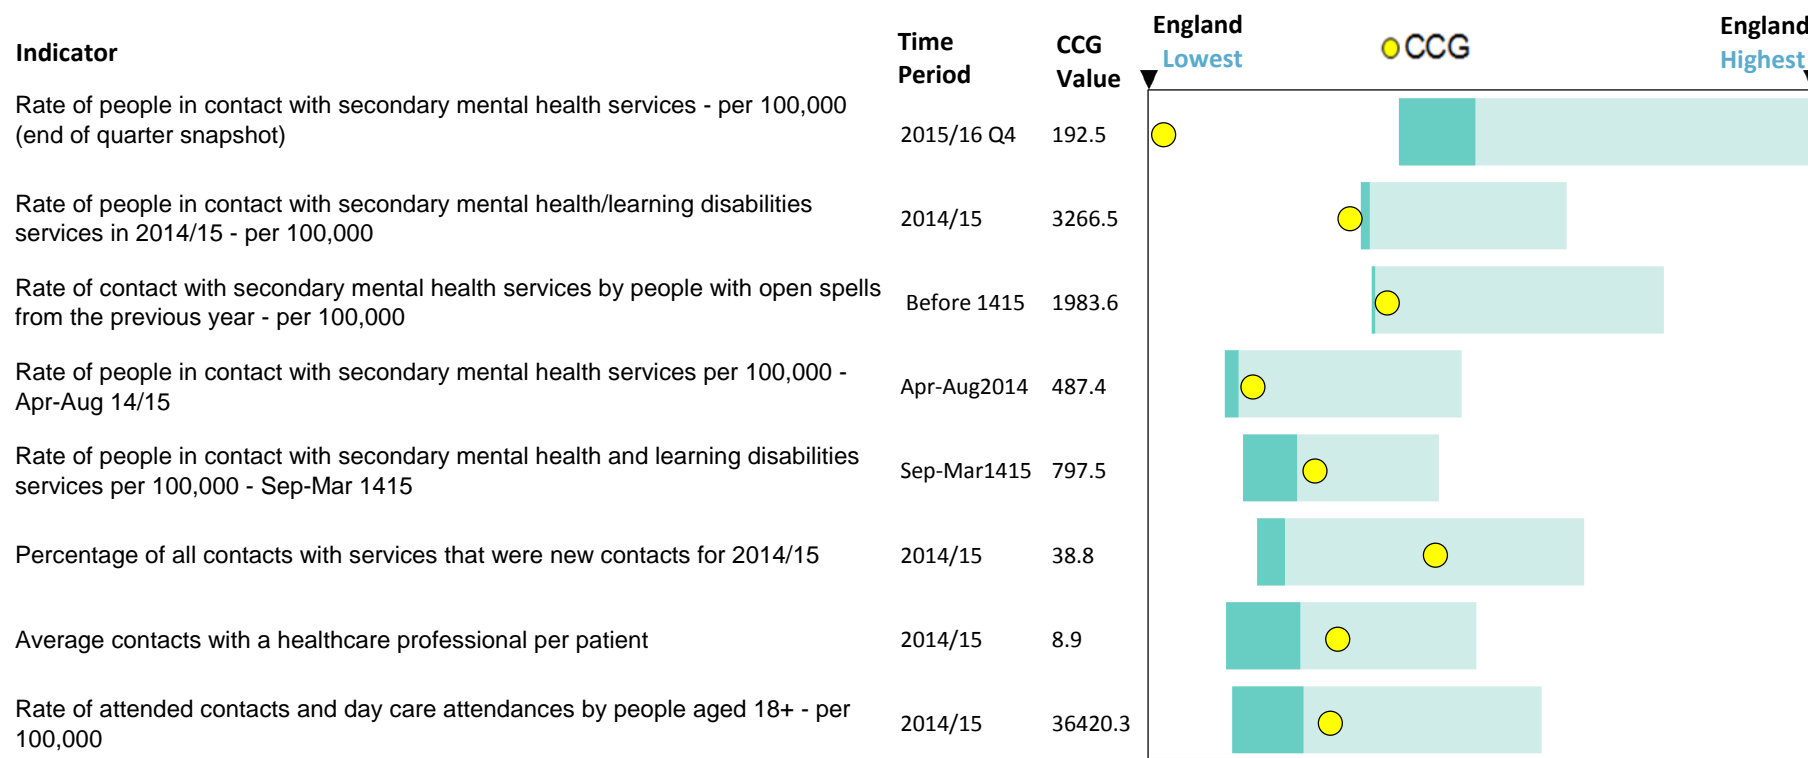 Indicator
Time Period
CCG Value
England Lowest
CCG
England Highest
Rate of people in contact with secondary mental health services - per 100,000
(end of quarter snapshot)
2015/16 Q4 192.5
Rate of people in contact with secondary mental health/learning disabilities
services in 2014/15 - per 100,000
2014/15 3266.5
Rate of contact with secondary mental health services by people with open spells
from the previous year - per 100,000
Before 1415 1983.6
Rate of people in contact with secondary mental health services per 100,000 -
Apr-Aug 14/15
Apr-Aug2014 487.4
Rate of people in contact with secondary mental health and learning disabilities
services per 100,000 - Sep-Mar 1415
Sep-Mar1415 797.5
Percentage of all contacts with services that were new contacts for 2014/15
2014/15 38.8
Average contacts with a healthcare professional per patient
2014/15 8.9
Rate of attended contacts and day care attendances by people aged 18+ - per
100,000
2014/15 36420.3